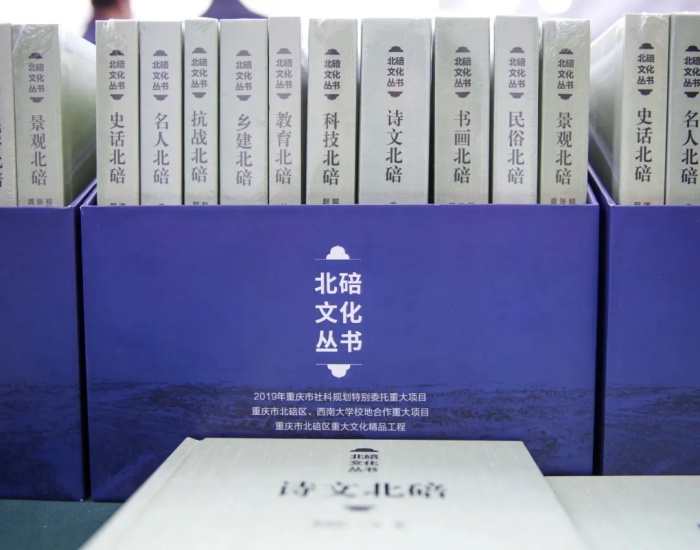 北碚文化丛书
景观北碚
北碚文化丛书
史话北碚
北碚文化丛书
名人北碚
北碚文化丛书
抗战北碚
北碚文化丛书
乡建北碚
北碚文化丛书
教育北碚
北碚文化丛书
科技北碚
北碚文化丛书
诗文北碚
北碚文化丛书
书画北碚
北碚文化丛书
民俗北碚
北碚文化丛书
景观北碚
北碚文化丛书
史话北碚
北碚文化丛书
名人北碚
北碚
文化
丛书
2019年重庆市社科规划特别委托重大项目
重庆市北碚区、西南大学校地合作重大项目
重庆市北碚区重大文化精品工程
北碚
文化
丛书
诗文北碚